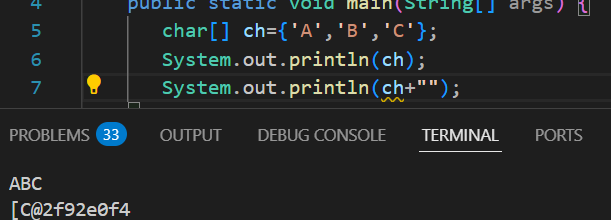 4 public static void main(String[] args) {
5 char[] ch={'A','B','C'};
6 System.out.println(ch);
7 System.out.println(ch+"");
PROBLEMS 33 OUTPUT DEBUG CONSOLE TERMINAL PORTS
ABC
[C@2f92e0f4